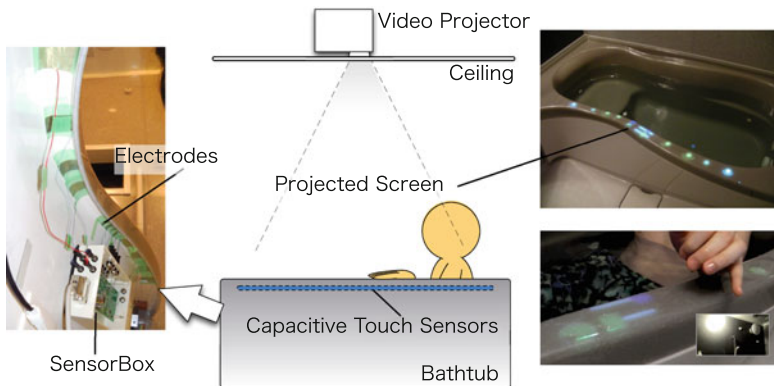 Video Projector
Ceiling
Electrodes
Projected Screen
Capacitive Touch Sensors
SensorBox
Bathtub